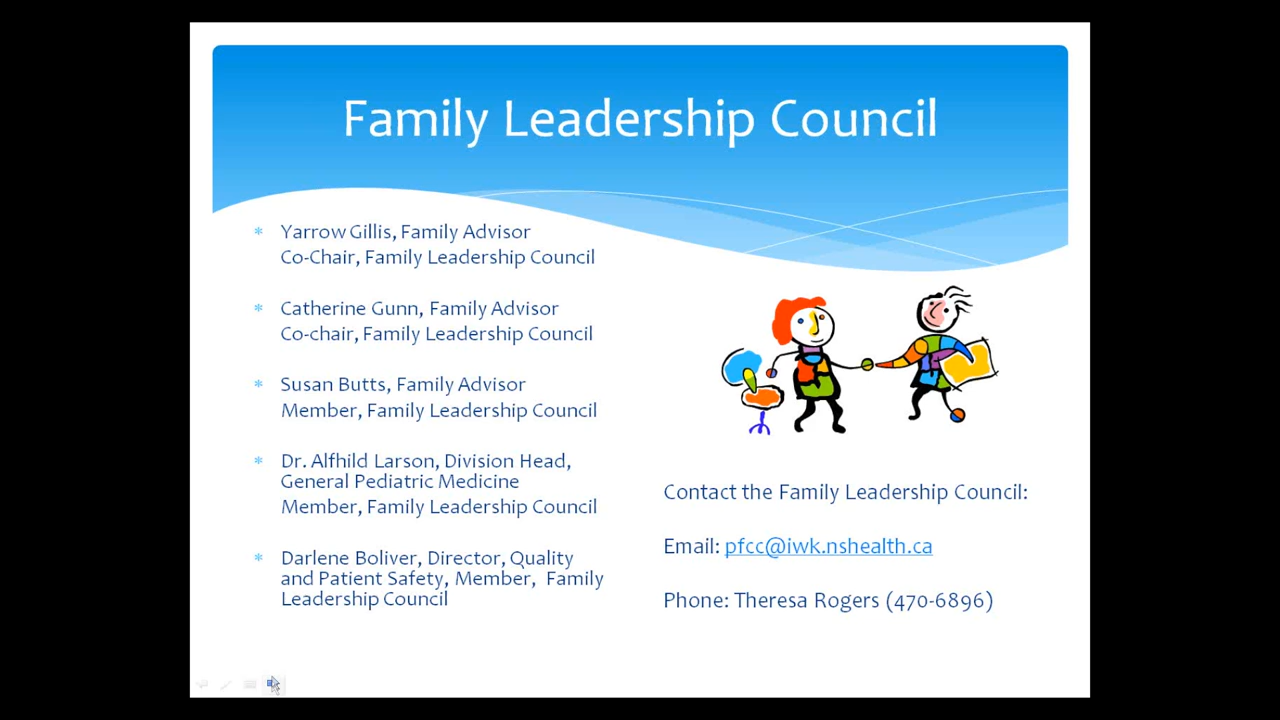 Family Leadership Council
* Yarrow Gillis, Family Advisor
Co-Chair, Family Leadership Council
* Catherine Gunn, Family Advisor
Co-chair, Family Leadership Council
* Susan Butts, Family Advisor
Member, Family Leadership Council
* Dr. Alfhild Larson, Division Head,
General Pediatric Medicine
Member, Family Leadership Council
* Darlene Boliver, Director, Quality
and Patient Safety, Member, Family
Leadership Council
Contact the Family Leadership Council:
Email: pfcc@iwk.nshealth.ca
Phone: Theresa Rogers (470-6896)